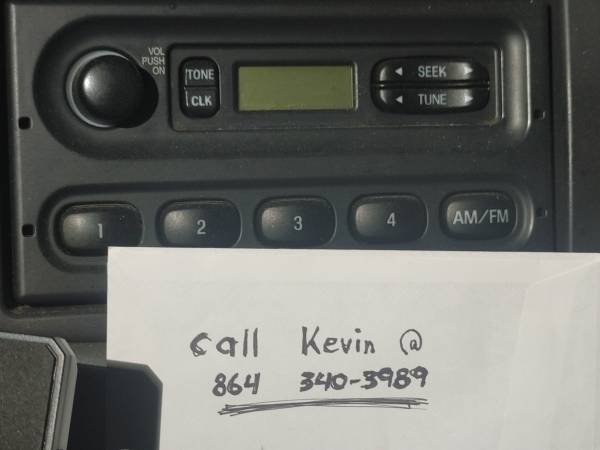 VOL
PUSH
ON
TONE
CLK
SEEK
TUNE
1 2 3 4 AM/FM
call Kevin @
864 340-3989